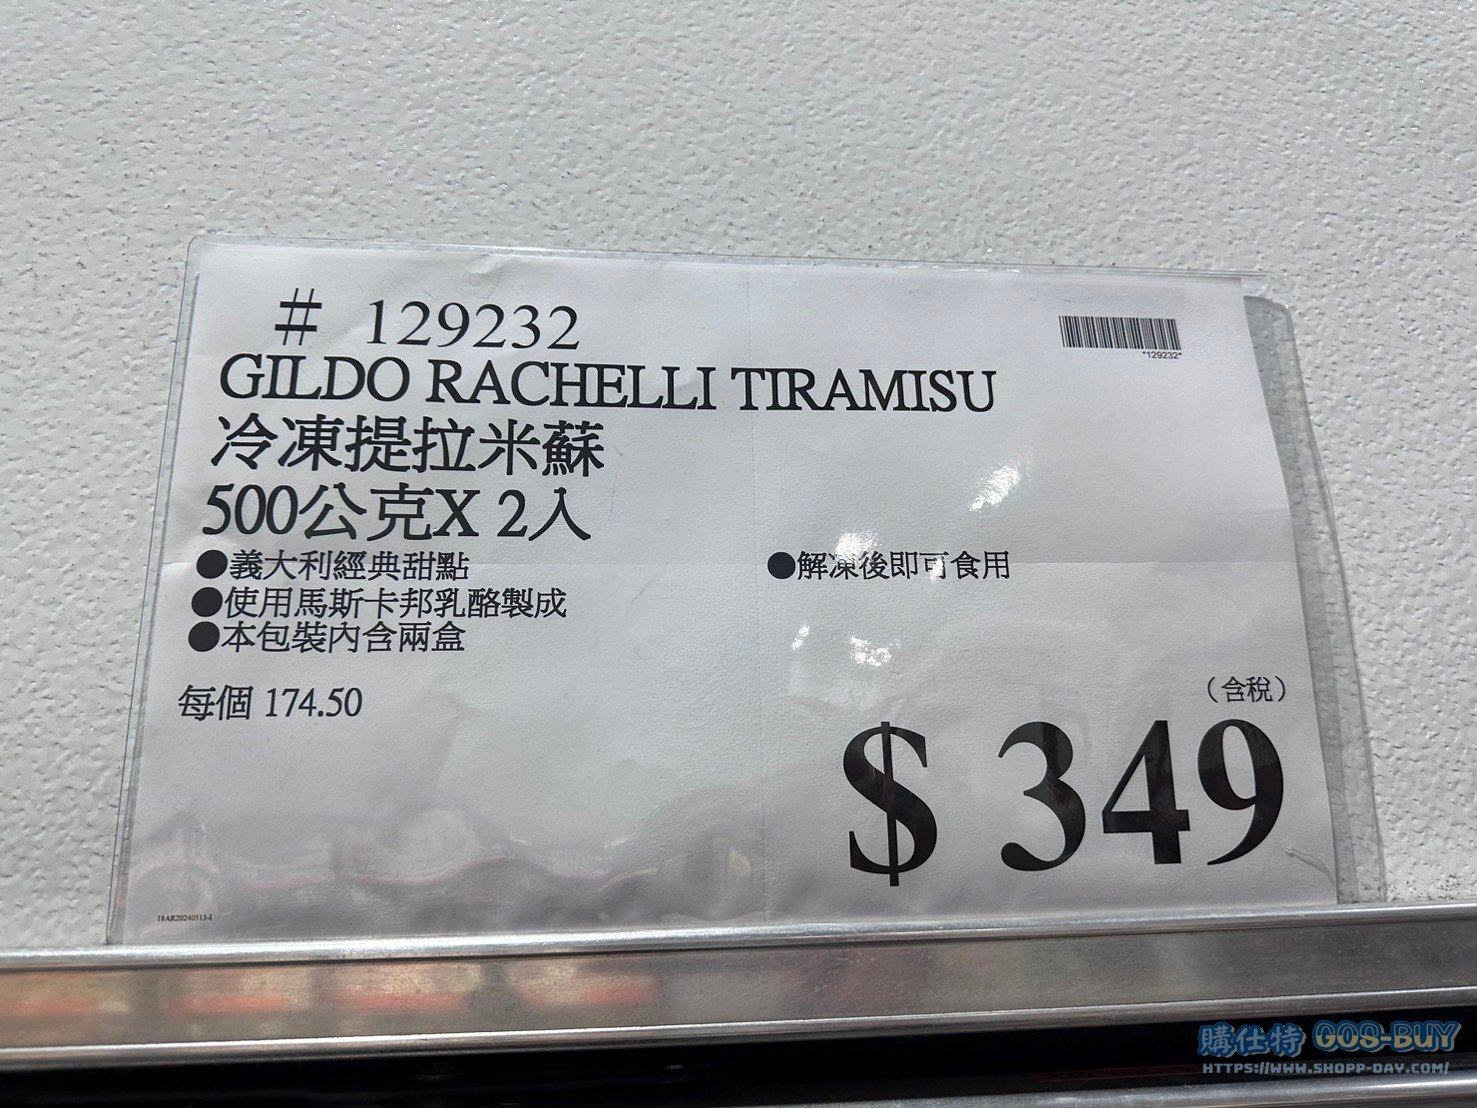 # 129232
*129232*
GILDO RACHELLI TIRAMISU
冷凍提拉米蘇
500公克X 2入
●義大利經典甜點
●解凍後即可食用
●使用馬斯卡邦乳酪製成
●本包裝內含兩盒
每個 174.50
(含稅)
$ 349
18AR20240513-1
購仕特 GOS-BUY
HTTPS://WWW.SHOPP-DAY.COM/